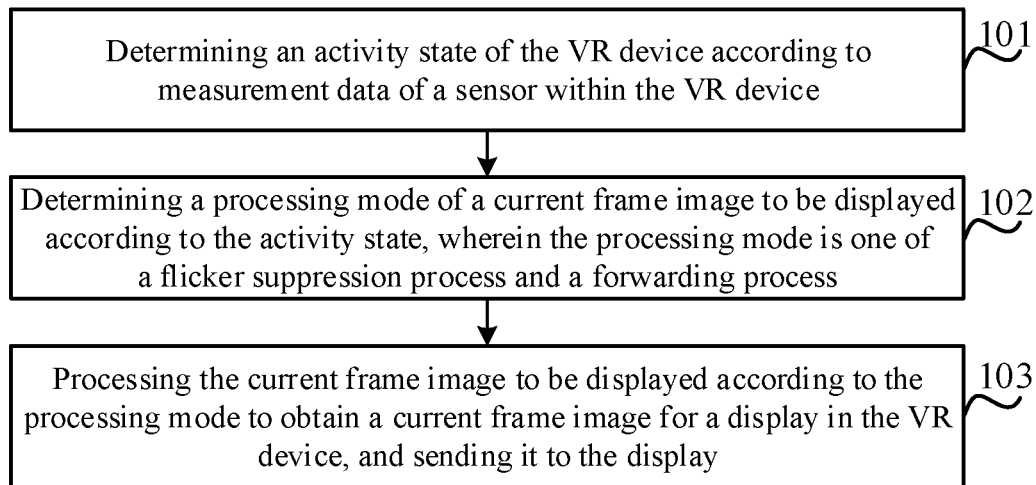 Determining an activity state of the VR device according to
measurement data of a sensor within the VR device
101
Determining a processing mode of a current frame image to be displayed
according to the activity state, wherein the processing mode is one of
a flicker suppression process and a forwarding process
102
Processing the current frame image to be displayed according to the
processing mode to obtain a current frame image for a display in the VR
device, and sending it to the display
103